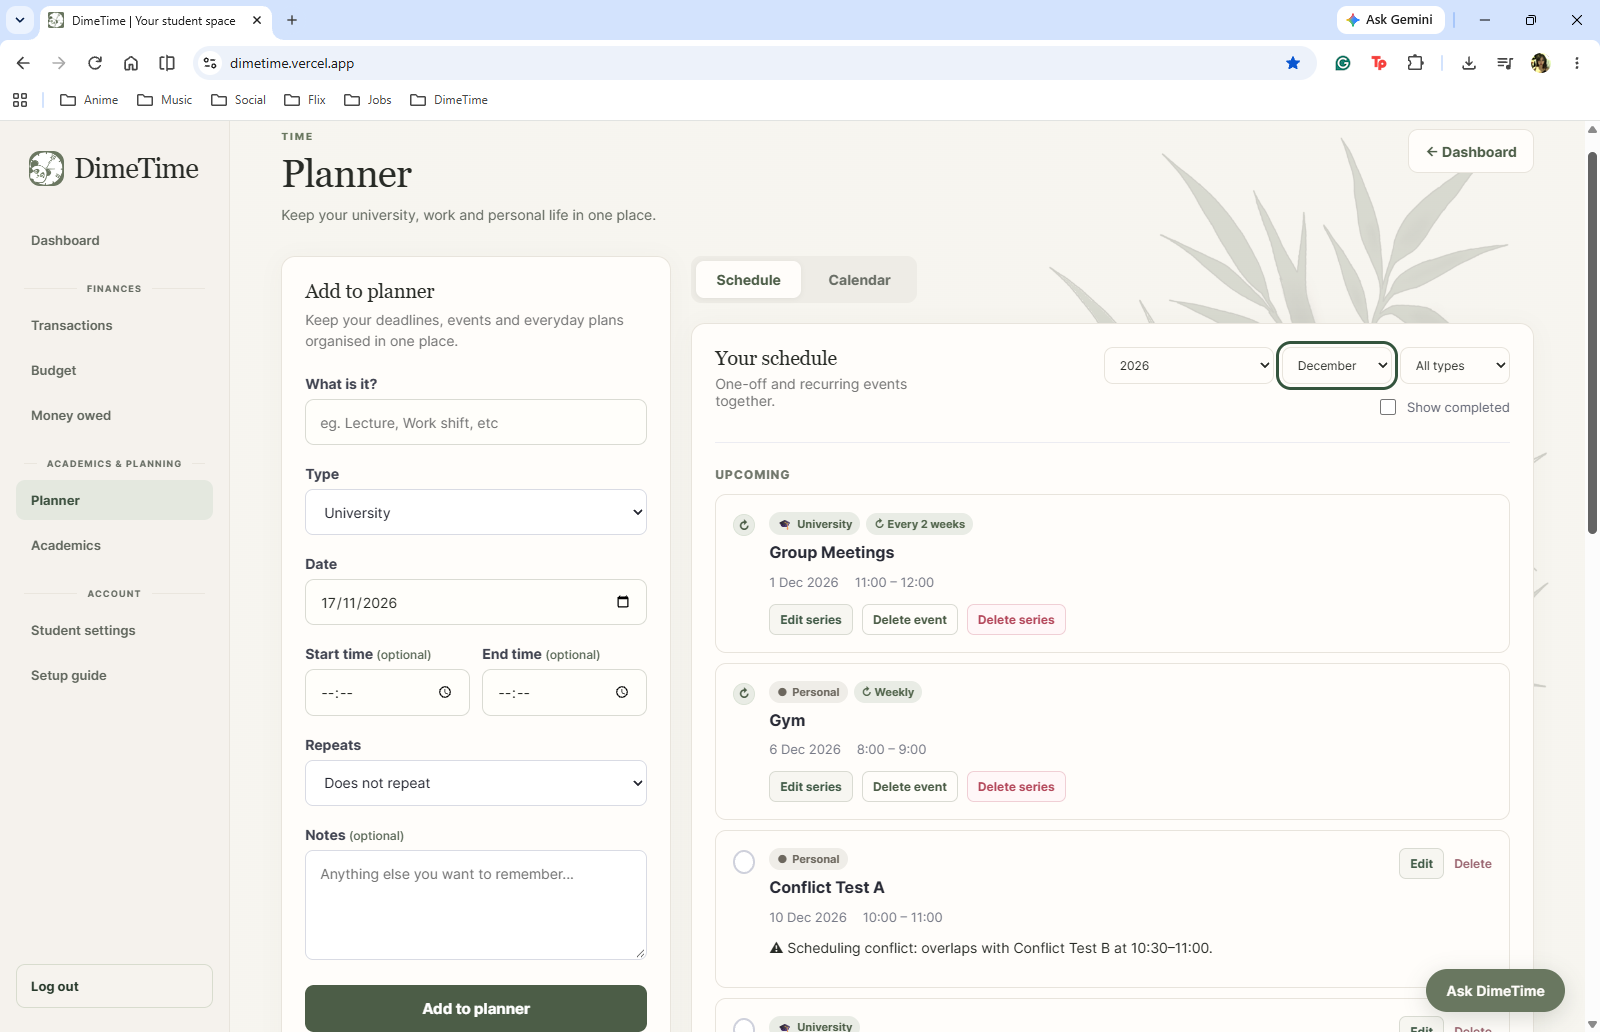 DimeTime | Your student space
Ask Gemini
dimetime.vercel.app
Anime
Music
Social
Flix
Jobs
DimeTime
DimeTime
Dashboard
FINANCES
Transactions
Budget
Money owed
ACADEMICS & PLANNING
Planner
Academics
ACCOUNT
Student settings
Setup guide
Log out
TIME
Planner
Keep your university, work and personal life in one place.
← Dashboard
Add to planner
Keep your deadlines, events and everyday plans
organised in one place.
What is it?
eg. Lecture, Work shift, etc
Type
University
Date
17/11/2026
Start time (optional)
End time (optional)
--:--
--:--
Repeats
Does not repeat
Notes (optional)
Anything else you want to remember...
Add to planner
Schedule
Calendar
Your schedule
One-off and recurring events
together.
2026
December
All types
Show completed
UPCOMING
University
↻ Every 2 weeks
Group Meetings
1 Dec 2026 11:00 – 12:00
Edit series
Delete event
Delete series
Personal
↻ Weekly
Gym
6 Dec 2026 8:00 – 9:00
Edit series
Delete event
Delete series
Personal
Conflict Test A
10 Dec 2026 10:00 – 11:00
⚠ Scheduling conflict: overlaps with Conflict Test B at 10:30–11:00.
Edit
Delete
University
Edit
Delete
Ask DimeTime